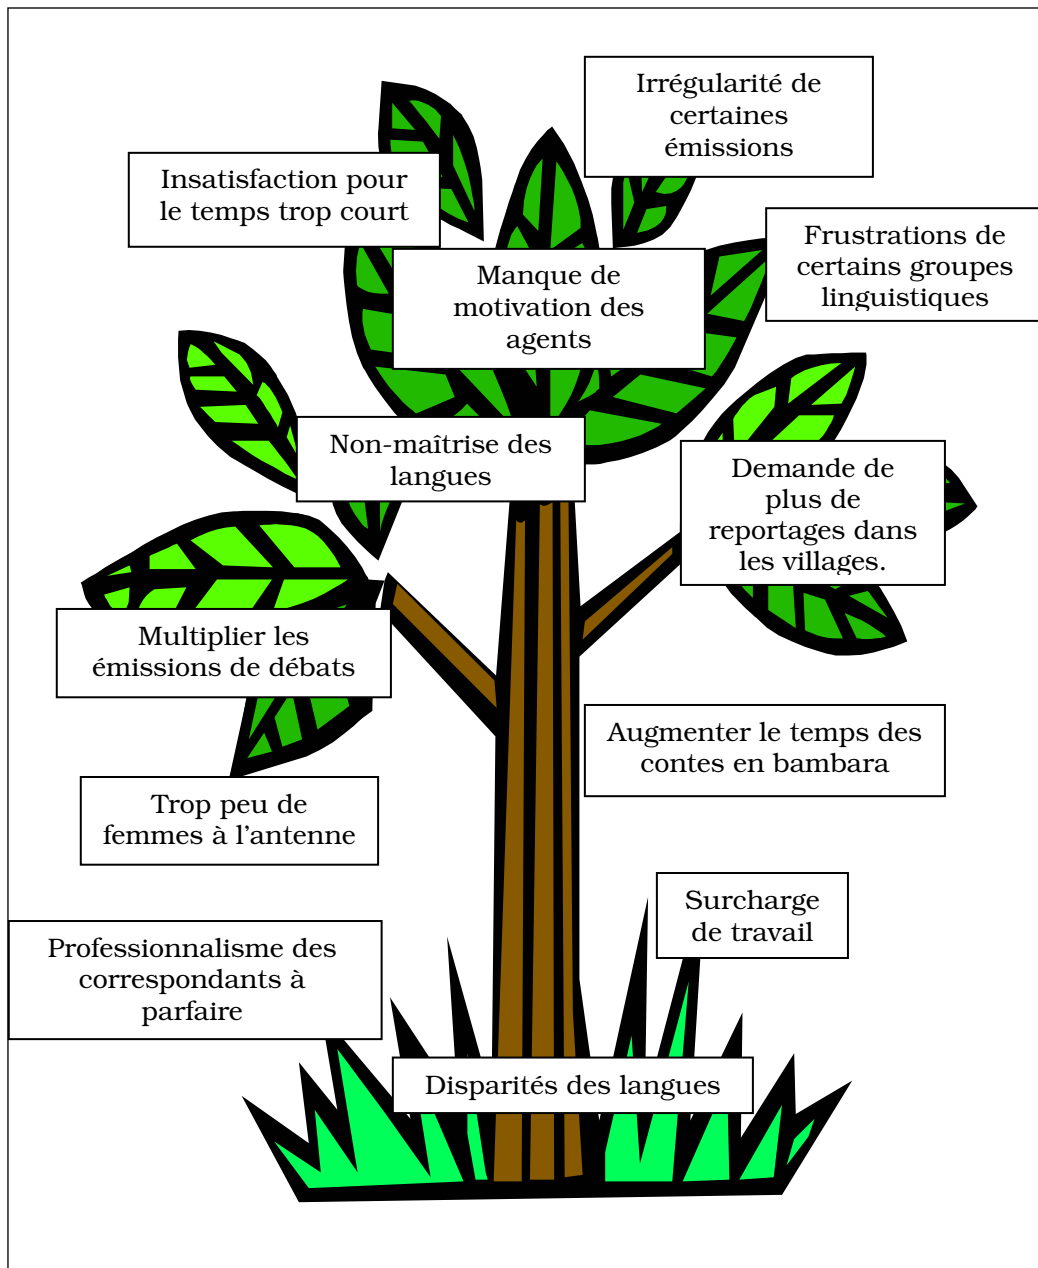 Irrégularité de
certaines
émissions
Insatisfaction pour
le temps trop court
Frustrations de
certains groupes
linguistiques
Manque de
motivation des
agents
Non-maîtrise des
langues
Demande de
plus de
reportages dans
les villages.
Multiplier les
émissions de débats
Augmenter le temps des
contes en bambara
Trop peu de
femmes à l'antenne
Surcharge
de travail
Professionnalisme des
correspondants à
parfaire
Disparités des langues